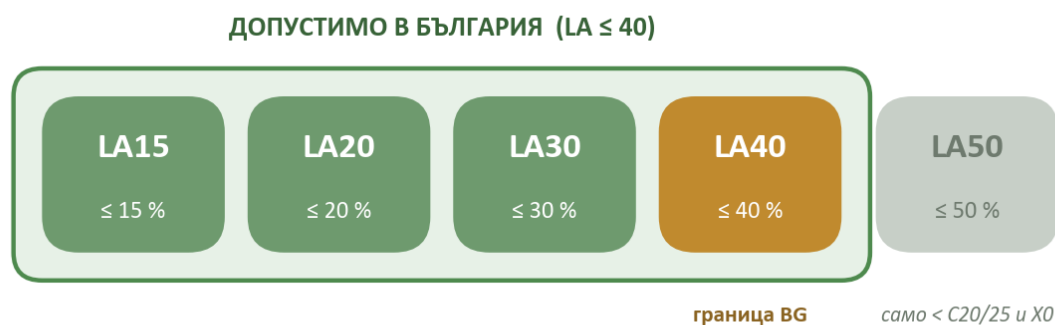 ДОПУСТИМО В БЪЛГАРИЯ (LA ≤ 40)
LA15 LA20 LA30 LA40 LA50
≤ 15 % ≤ 20 % ≤ 30 % ≤ 40 % ≤ 50 %
граница BG само < C20/25 и X0